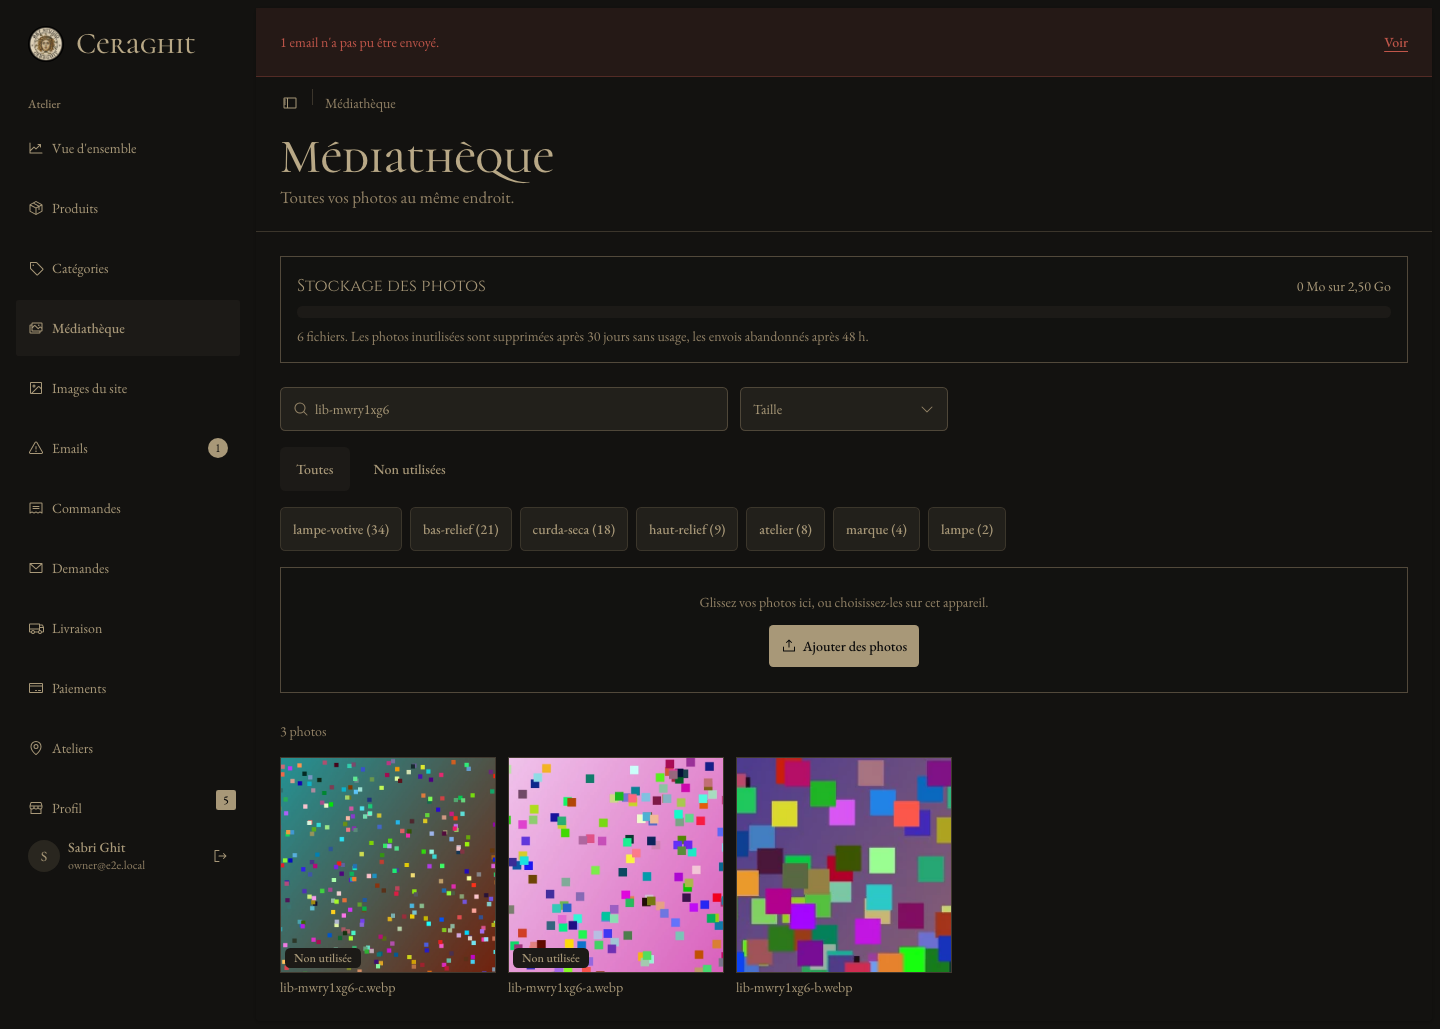 Ceraghit
Atelier
Vue d'ensemble
Produits
Catégories
Médiathèque
Images du site
Emails
1
Commandes
Demandes
Livraison
Paiements
Ateliers
Profil
5
S
Sabri Ghit
owner@e2e.local
1 email n'a pas pu être envoyé.
Voir
Médiathèque
Médiathèque
Toutes vos photos au même endroit.
Stockage des photos
0 Mo sur 2,50 Go
6 fichiers. Les photos inutilisées sont supprimées après 30 jours sans usage, les envois abandonnés après 48 h.
lib-mwry1xg6
Taille
Toutes
Non utilisées
lampe-votive (34)
bas-relief (21)
curda-seca (18)
haut-relief (9)
atelier (8)
marque (4)
lampe (2)
Glissez vos photos ici, ou choisissez-les sur cet appareil.
Ajouter des photos
3 photos
Non utilisée
Non utilisée
lib-mwry1xg6-c.webp
lib-mwry1xg6-a.webp
lib-mwry1xg6-b.webp